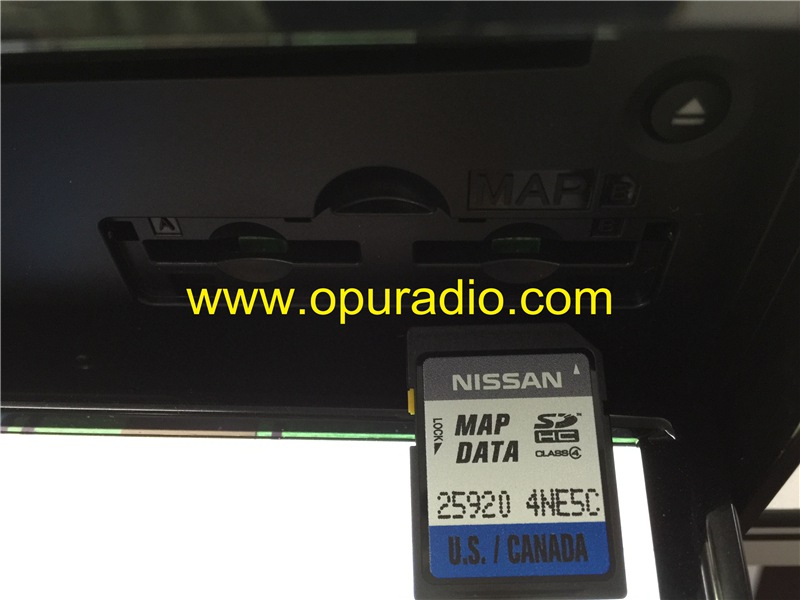 MAP
A
B
www.opuradio.com
NISSAN
LOCK
MAP
DATA
SD
HC
CLASS 4
25920 4NE5C
U.S. / CANADA